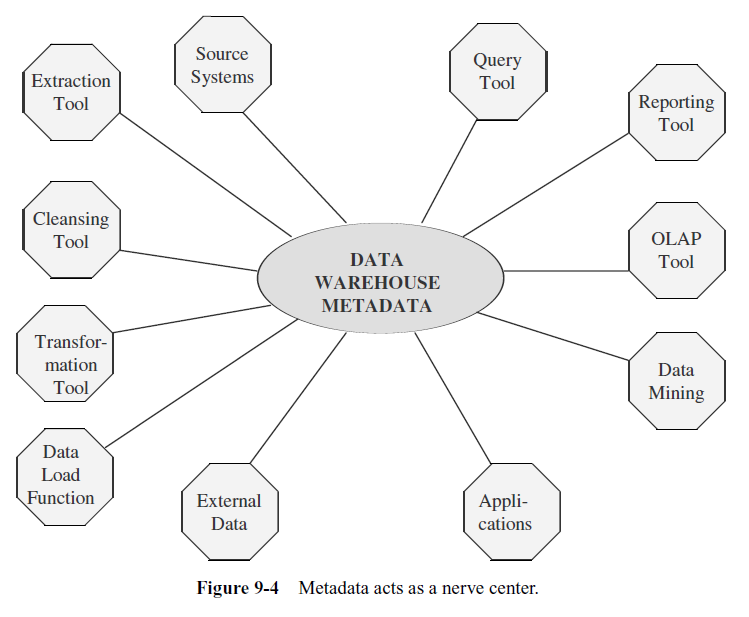 Source
Systems
Query
Tool
Extraction
Tool
Reporting
Tool
Cleansing
Tool
OLAP
Tool
DATA
WAREHOUSE
METADATA
Transfor-
mation
Tool
Data
Mining
Data
Load
Function
External
Data
Appli-
cations
Figure 9-4 Metadata acts as a nerve center.